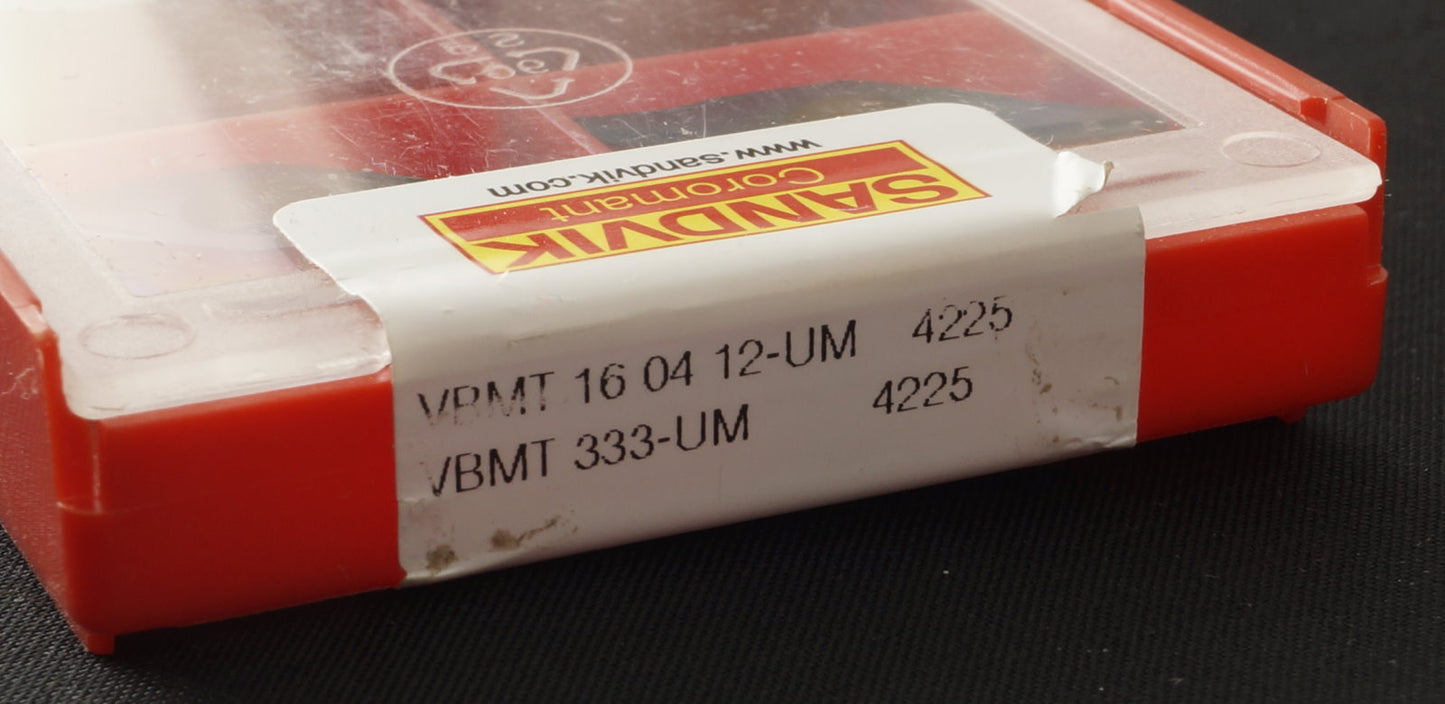 www.sandvik.com
Coromant
SANDVIK
VBMT 16 04 12-UM 4225
VBMT 333-UM 4225